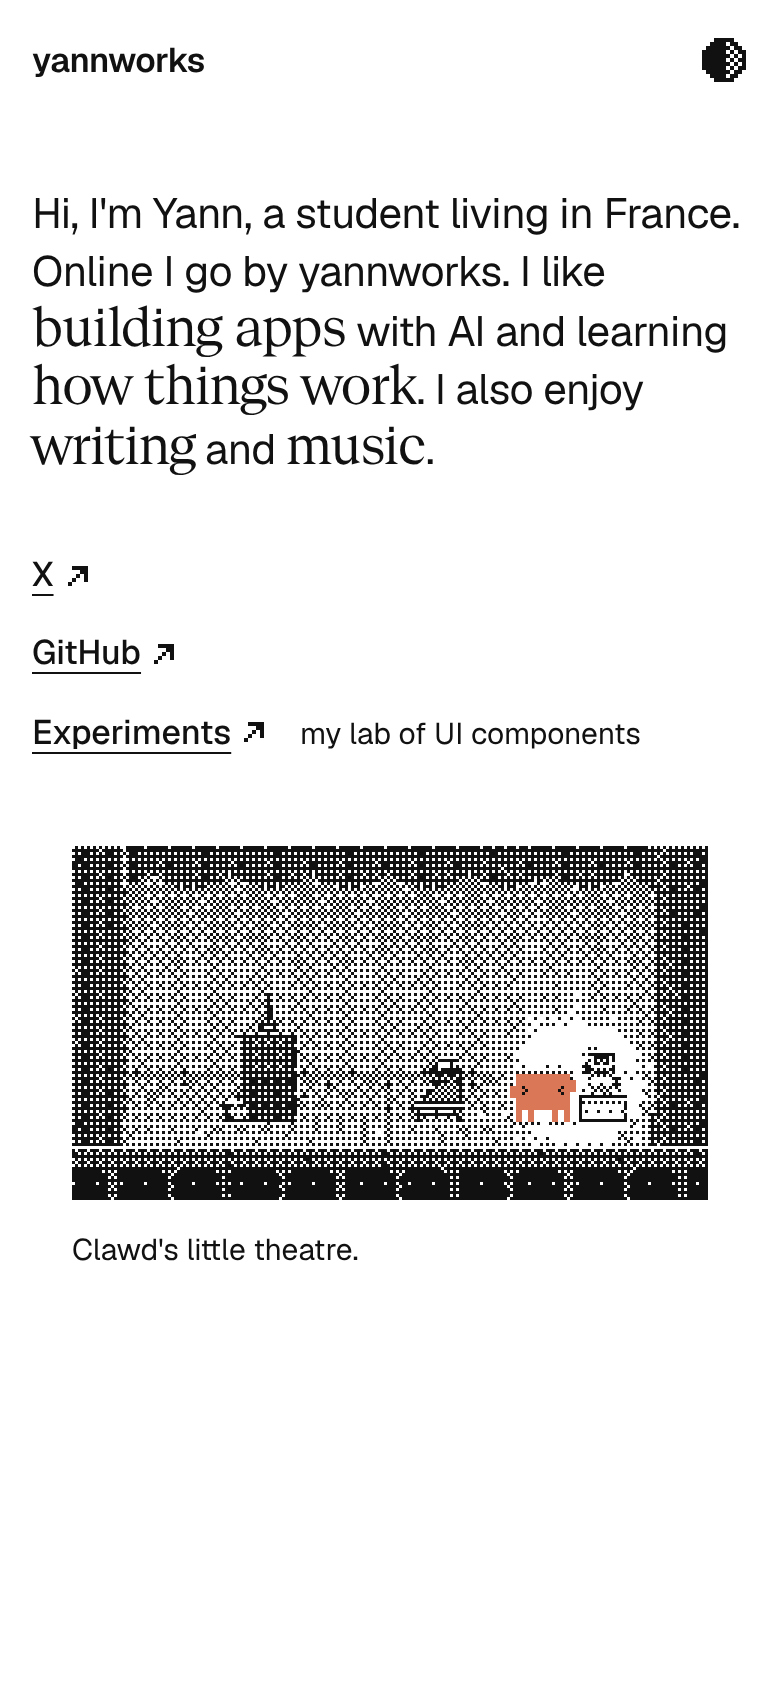 yannworks
Hi, I'm Yann, a student living in France.
Online I go by yannworks. I like
building apps with AI and learning
how things work. I also enjoy
writing and music.
X
GitHub
Experiments my lab of UI components
Clawd's little theatre.